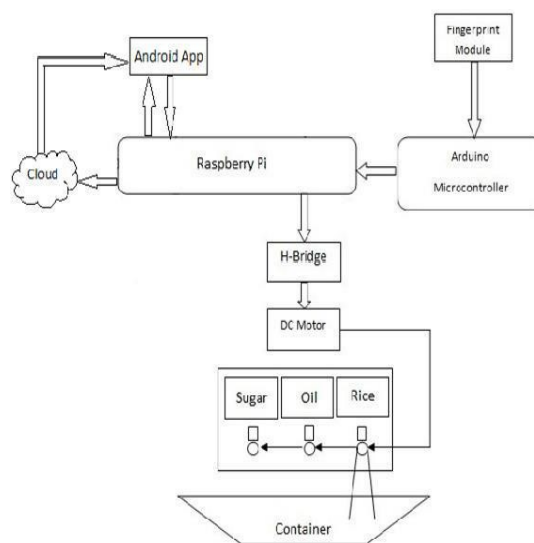 Fingerprint
Module
Android App
Cloud
Raspberry Pi
Arduino
Microcontroller
H-Bridge
DC Motor
Sugar
Oil
Rice
Container